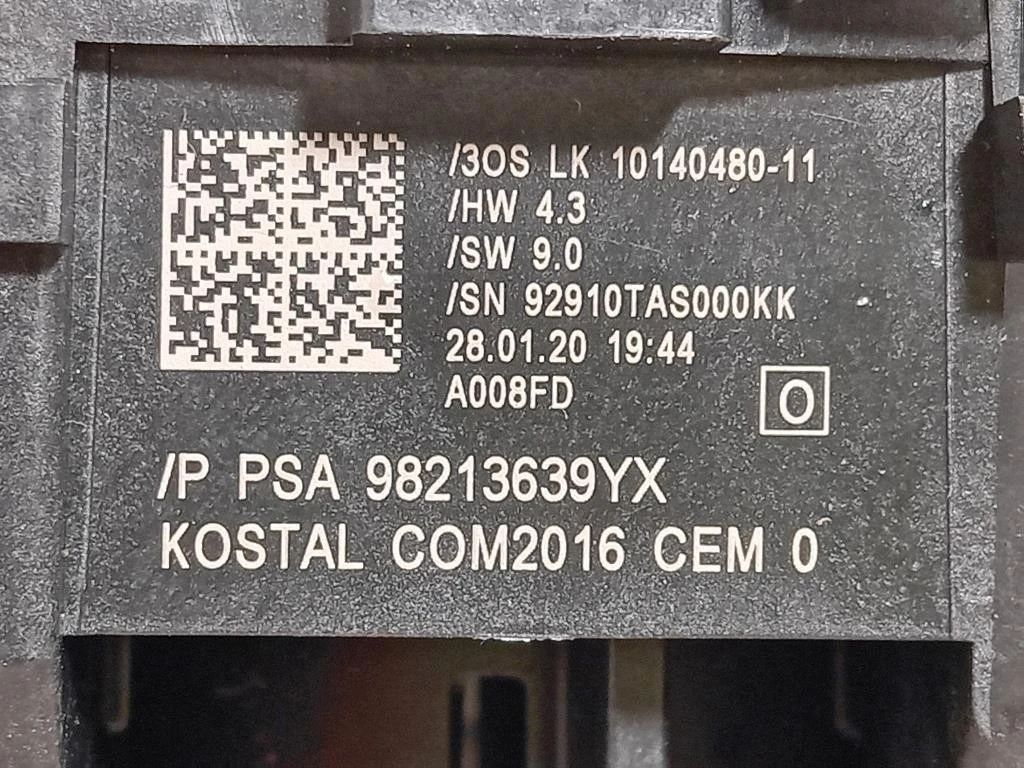 /3OS LK 10140480-11
/HW 4.3
/SW 9.0
/SN 92910TAS000KK
28.01.20 19:44
A008FD
O
/P PSA 98213639YX
KOSTAL COM2016 CEM 0